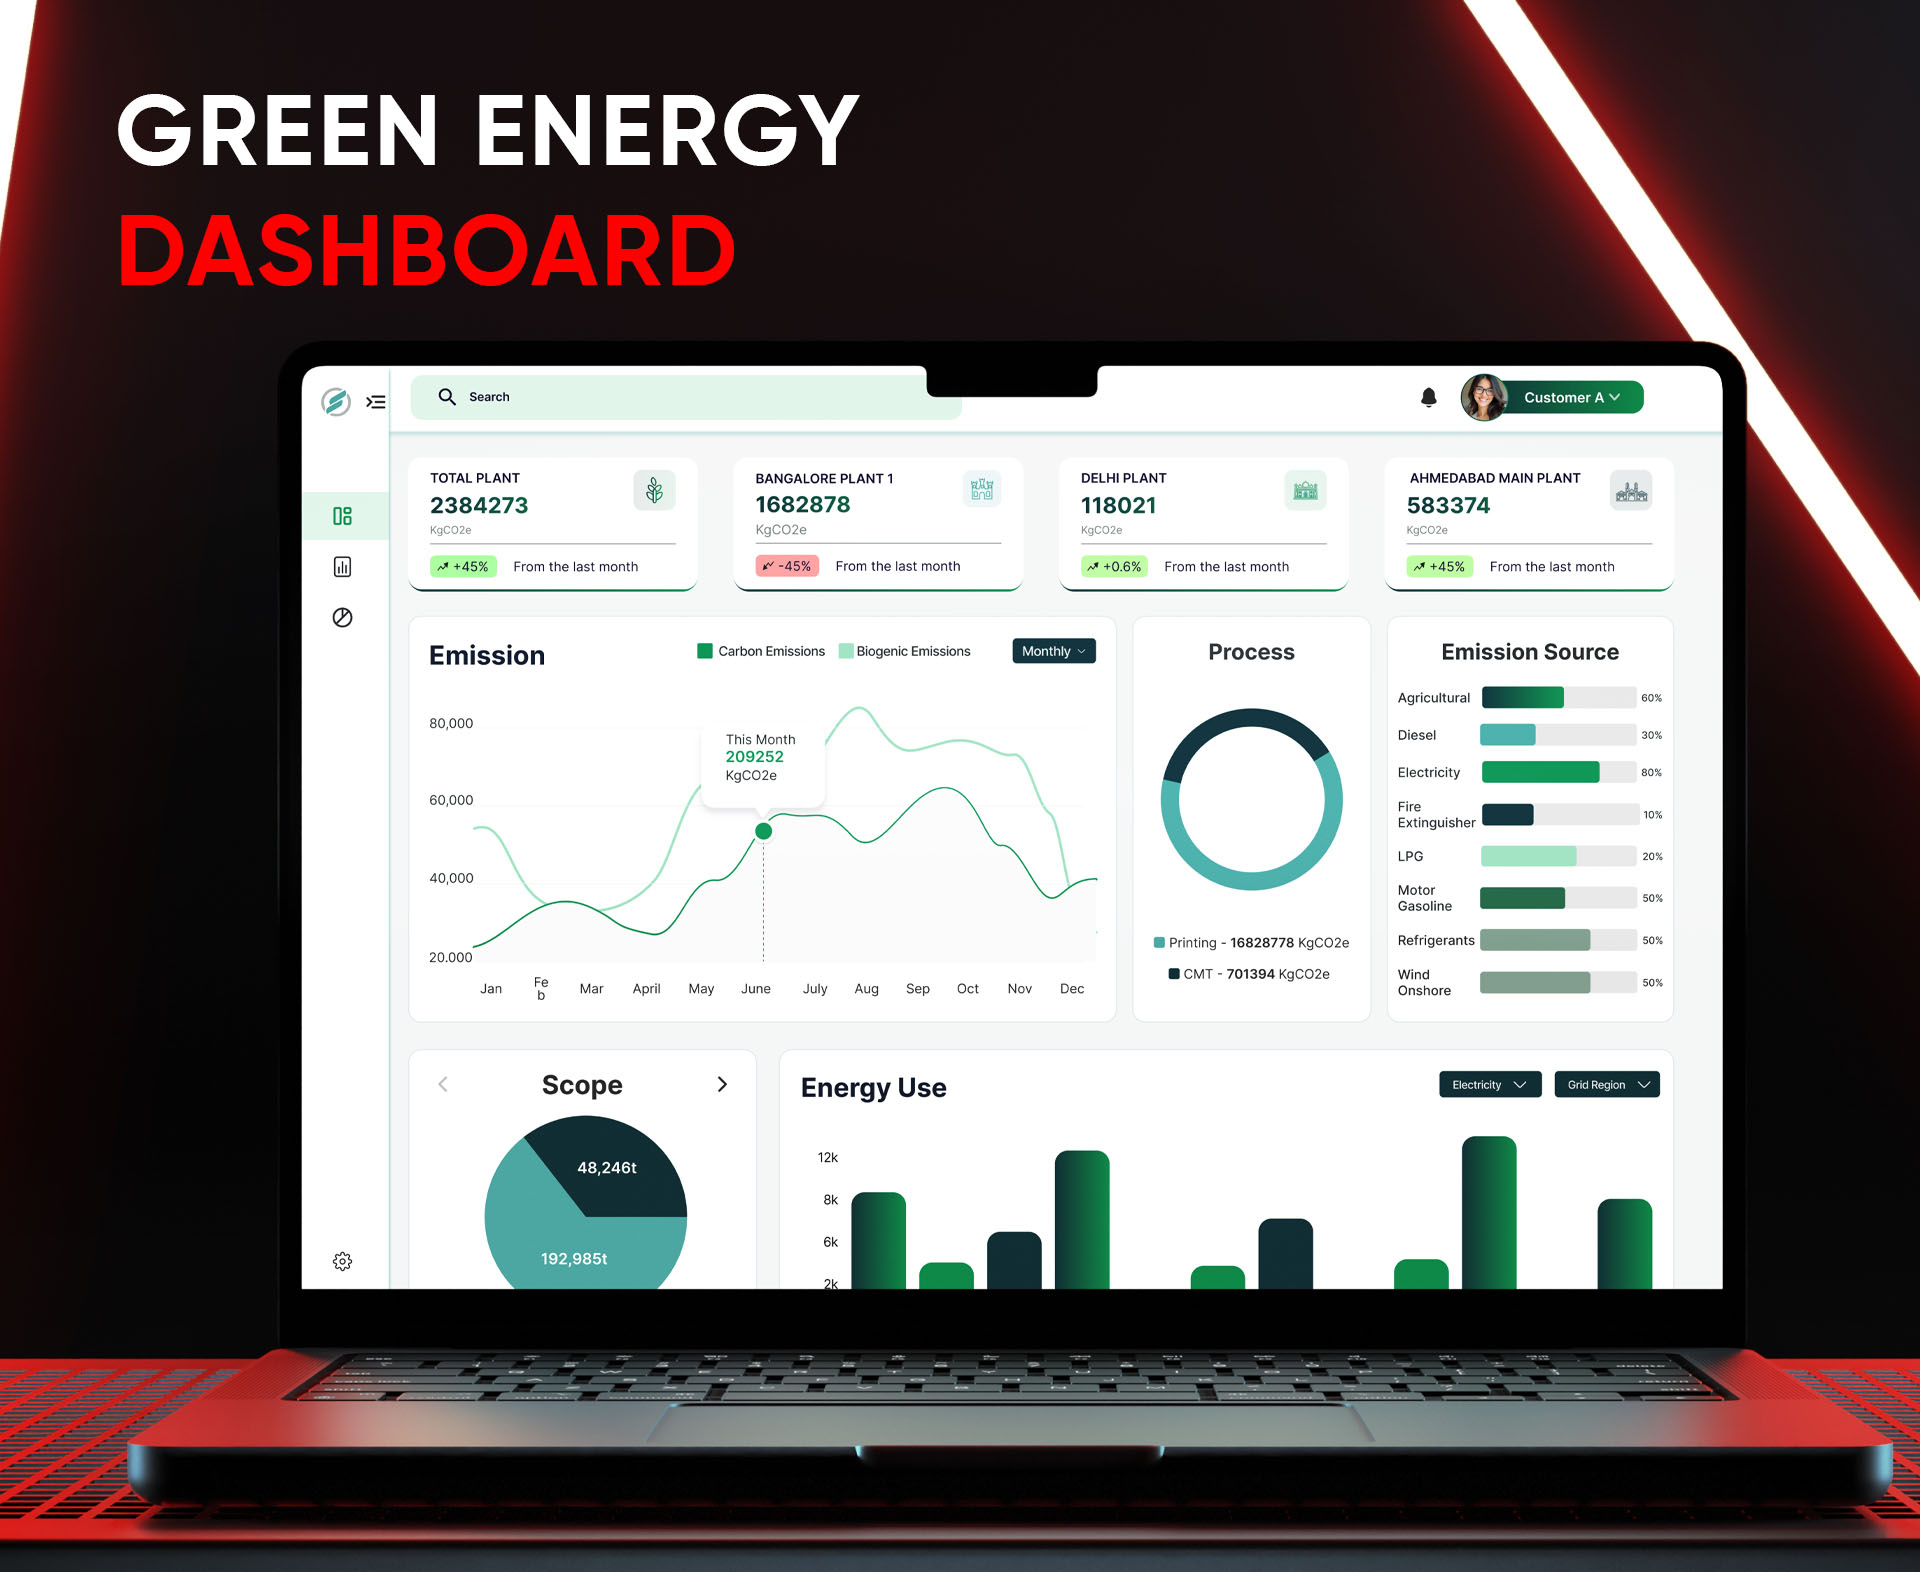 GREEN ENERGY
DASHBOARD
Search
Customer A
TOTAL PLANT
2384273
KgCO2e
+45% From the last month
BANGALORE PLANT 1
1682878
KgCO2e
-45% From the last month
DELHI PLANT
118021
KgCO2e
+0.6% From the last month
AHMEDABAD MAIN PLANT
583374
KgCO2e
+45% From the last month
Emission
Carbon Emissions Biogenic Emissions
Monthly
80,000
60,000
40,000
20.000
This Month
209252
KgCO2e
Jan Fe
b Mar April May June July Aug Sep Oct Nov Dec
Process
Printing - 16828778 KgCO2e
CMT - 701394 KgCO2e
Emission Source
Agricultural 60%
Diesel 30%
Electricity 80%
Fire
Extinguisher 10%
LPG 20%
Motor
Gasoline 50%
Refrigerants 50%
Wind
Onshore 50%
Scope
48,246t
192,985t
Energy Use
Electricity Grid Region
12k
8k
6k
2k
delete
return
shift